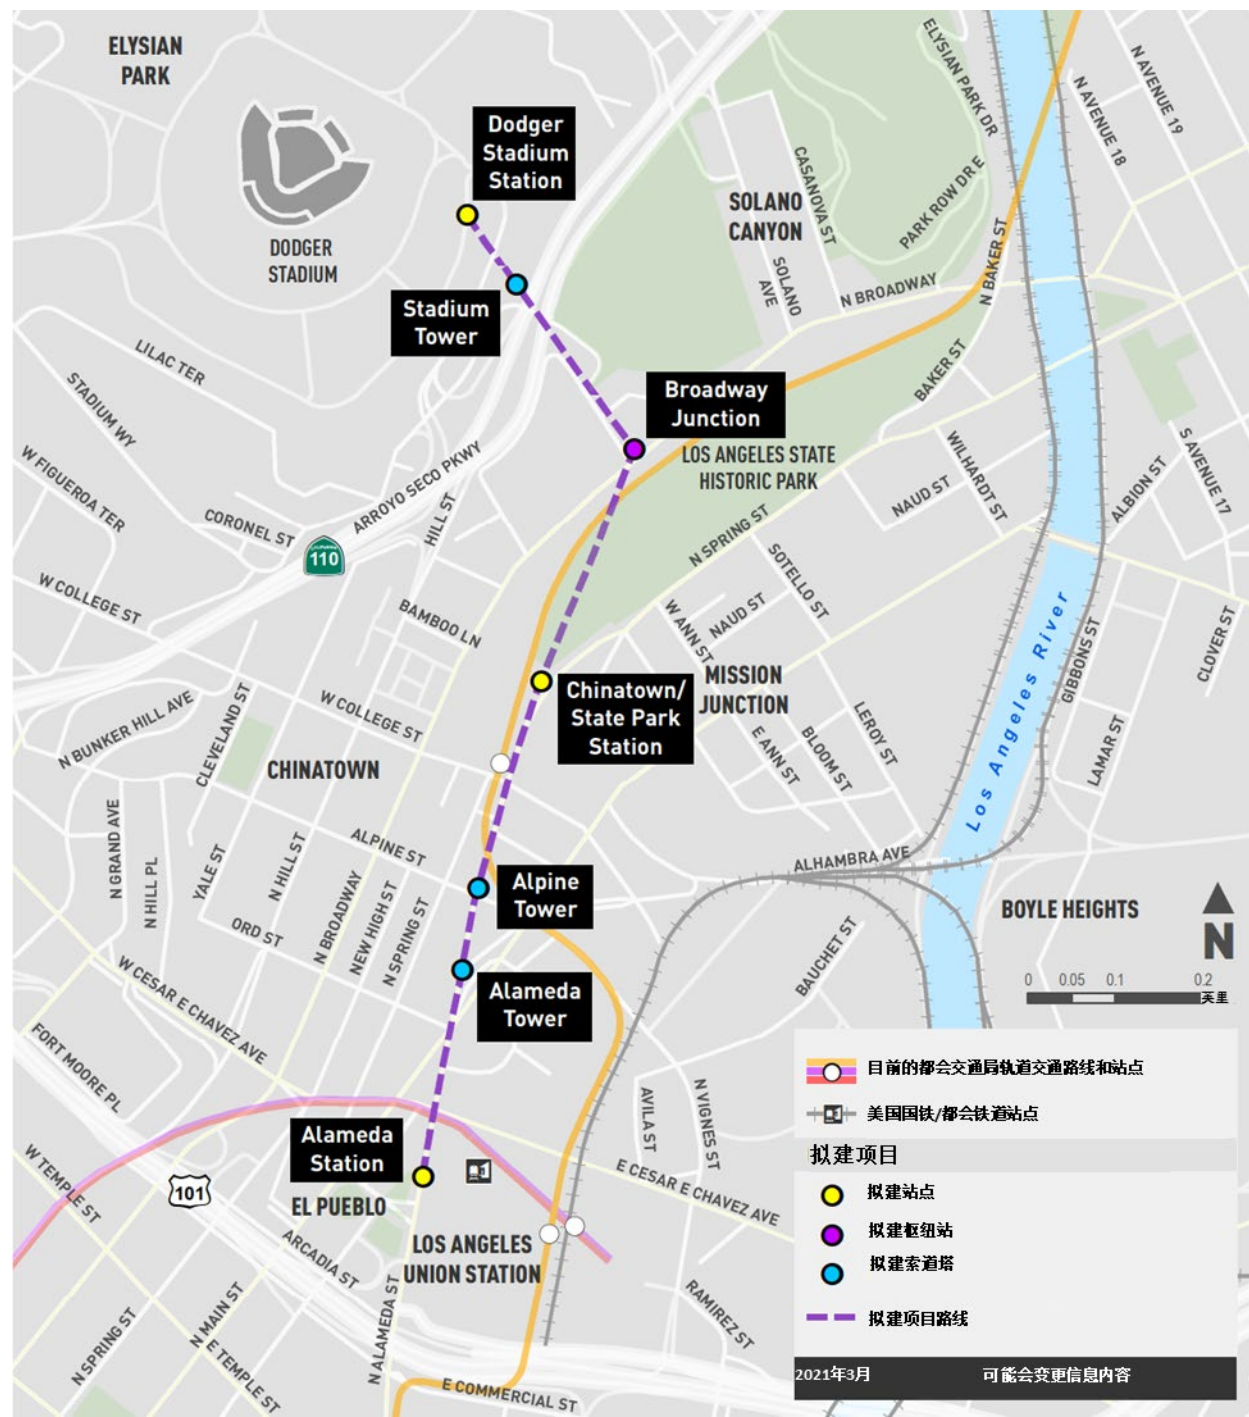 ELYSIAN
PARK
Dodger
Stadium
Station
DODGER
STADIUM
Stadium
Tower
SOLANO
CANYON
CASANOVA ST
SOLANO
AVE
ELYSIAN PARK DR
PARK ROW DR E
N BROADWAY
N BAKER ST
BAKER ST
N AVENUE 18
N AVENUE 19
LILAC TER
STADIUM WY
W FIGUEROA TER
CORONEL ST
ARROYO SECO PKWY
HILL ST
CALIFORNIA
110
Broadway
Junction
LOS ANGELES STATE
HISTORIC PARK
N SPRING ST
WILHARDT ST
NAUD ST
ALBION ST
S AVENUE 17
W COLLEGE ST
BAMBOO LN
SOTELLO ST
NAUD ST
W ANN ST
MISSION
JUNCTION
Chinatown/
State Park
Station
E ANN ST
BLOOM ST
LEROY ST
Los Angeles River
GIBBONS ST
CLOVER ST
LAMAR ST
N BUNKER HILL AVE
CLEVELAND ST
W COLLEGE ST
CHINATOWN
N GRAND AVE
N HILL PL
YALE ST
N HILL ST
ALPINE ST
ORD ST
N BROADWAY
NEW HIGH ST
N SPRING ST
Alpine
Tower
ALHAMBRA AVE
BOYLE HEIGHTS
N
BAUCHET ST
Alameda
Tower
0 0.05 0.1 0.2
英里
W CESAR E CHAVEZ AVE
FORT MOORE PL
W TEMPLE ST
101
Alameda
Station
EL PUEBLO
ARCADIA ST
LOS ANGELES
UNION STATION
AVILA ST
N VIGNES ST
E CESAR E CHAVEZ AVE
RAMIREZ ST
N SPRING ST
N MAIN ST
E TEMPLE ST
N ALAMEDA ST
E COMMERCIAL ST
目前的都会交通局轨道交通路线和站点
美国国铁/都会铁道站点
拟建项目
拟建站点
拟建枢纽站
拟建索道塔
拟建项目路线
2021年3月 可能会变更信息内容